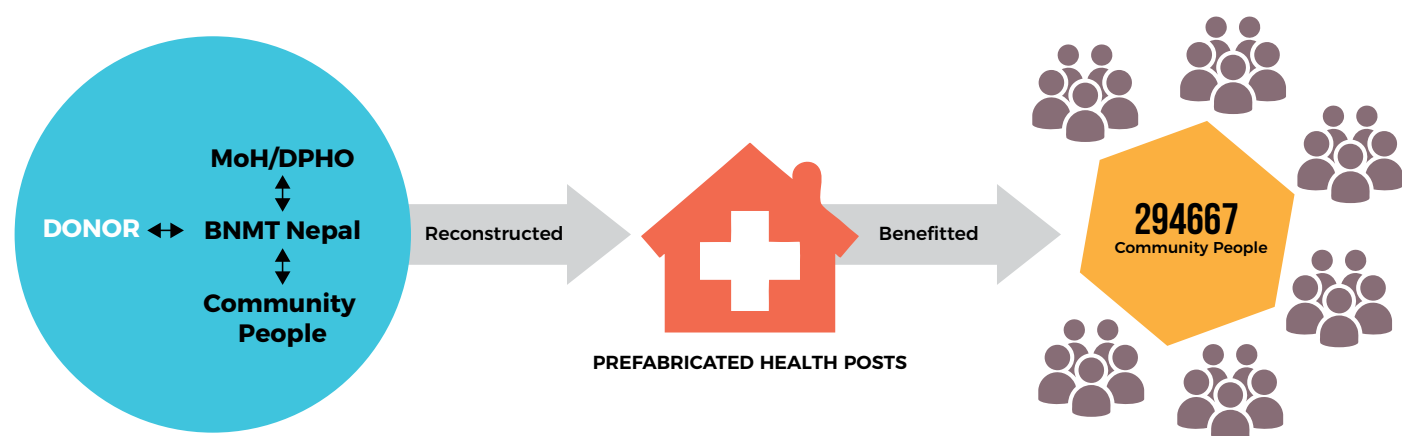 MoH/DPHO
DONOR
BNMT Nepal
Community
People
Reconstructed
PREFABRICATED HEALTH POSTS
Benefitted
294667
Community People